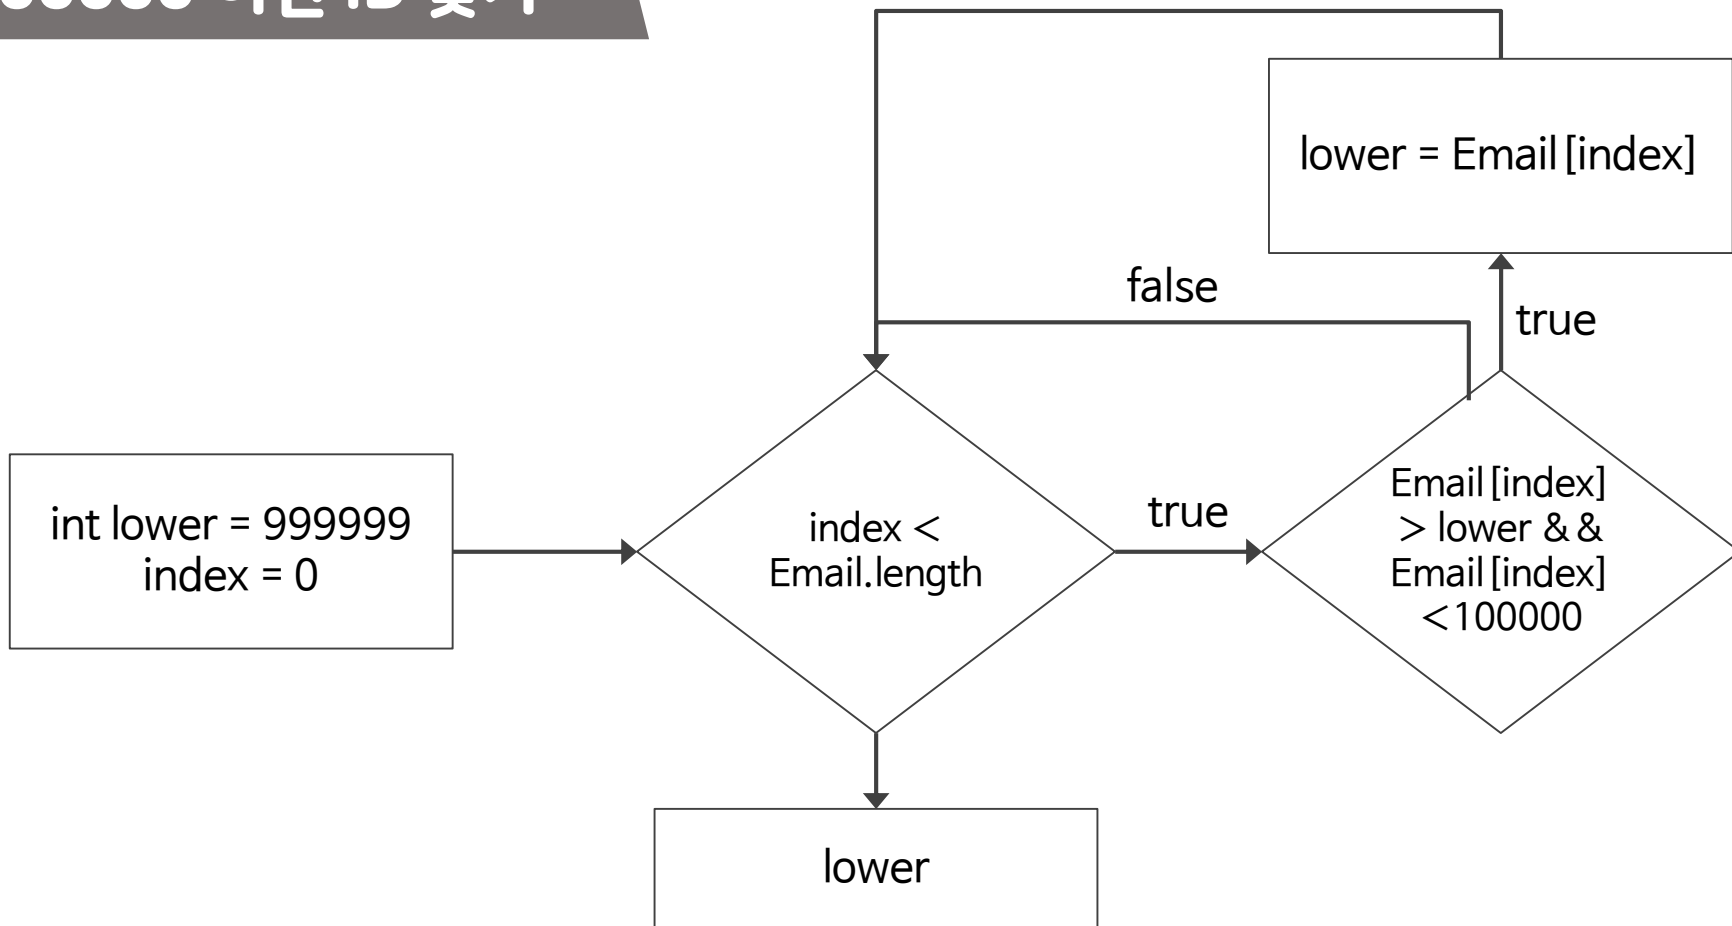 int lower = 999999
index = 0
index <
Email.length
true
Email[index]
> lower &&
Email[index]
<100000
false
true
lower = Email[index]
lower